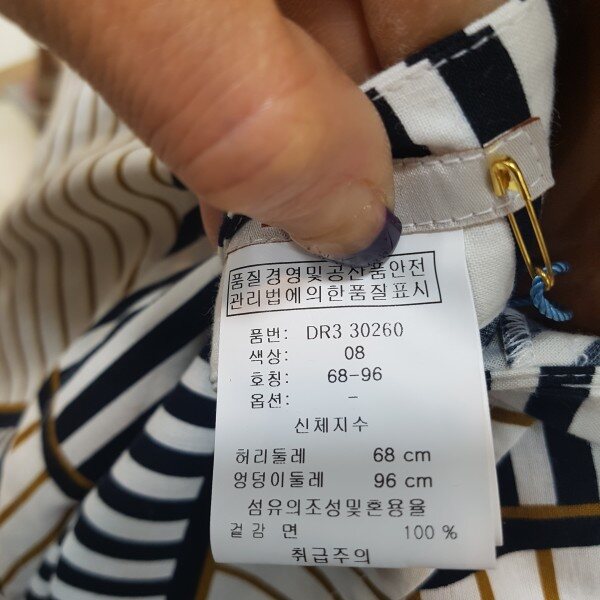 품질경영및공산품안전
관리법에의한품질표시
품번: DR3 30260
색상: 08
호칭: 68-96
옵션: -
신체지수
허리둘레 68 cm
엉덩이둘레 96 cm
섬유의조성및혼용율
겉감 면 100 %
취급주의